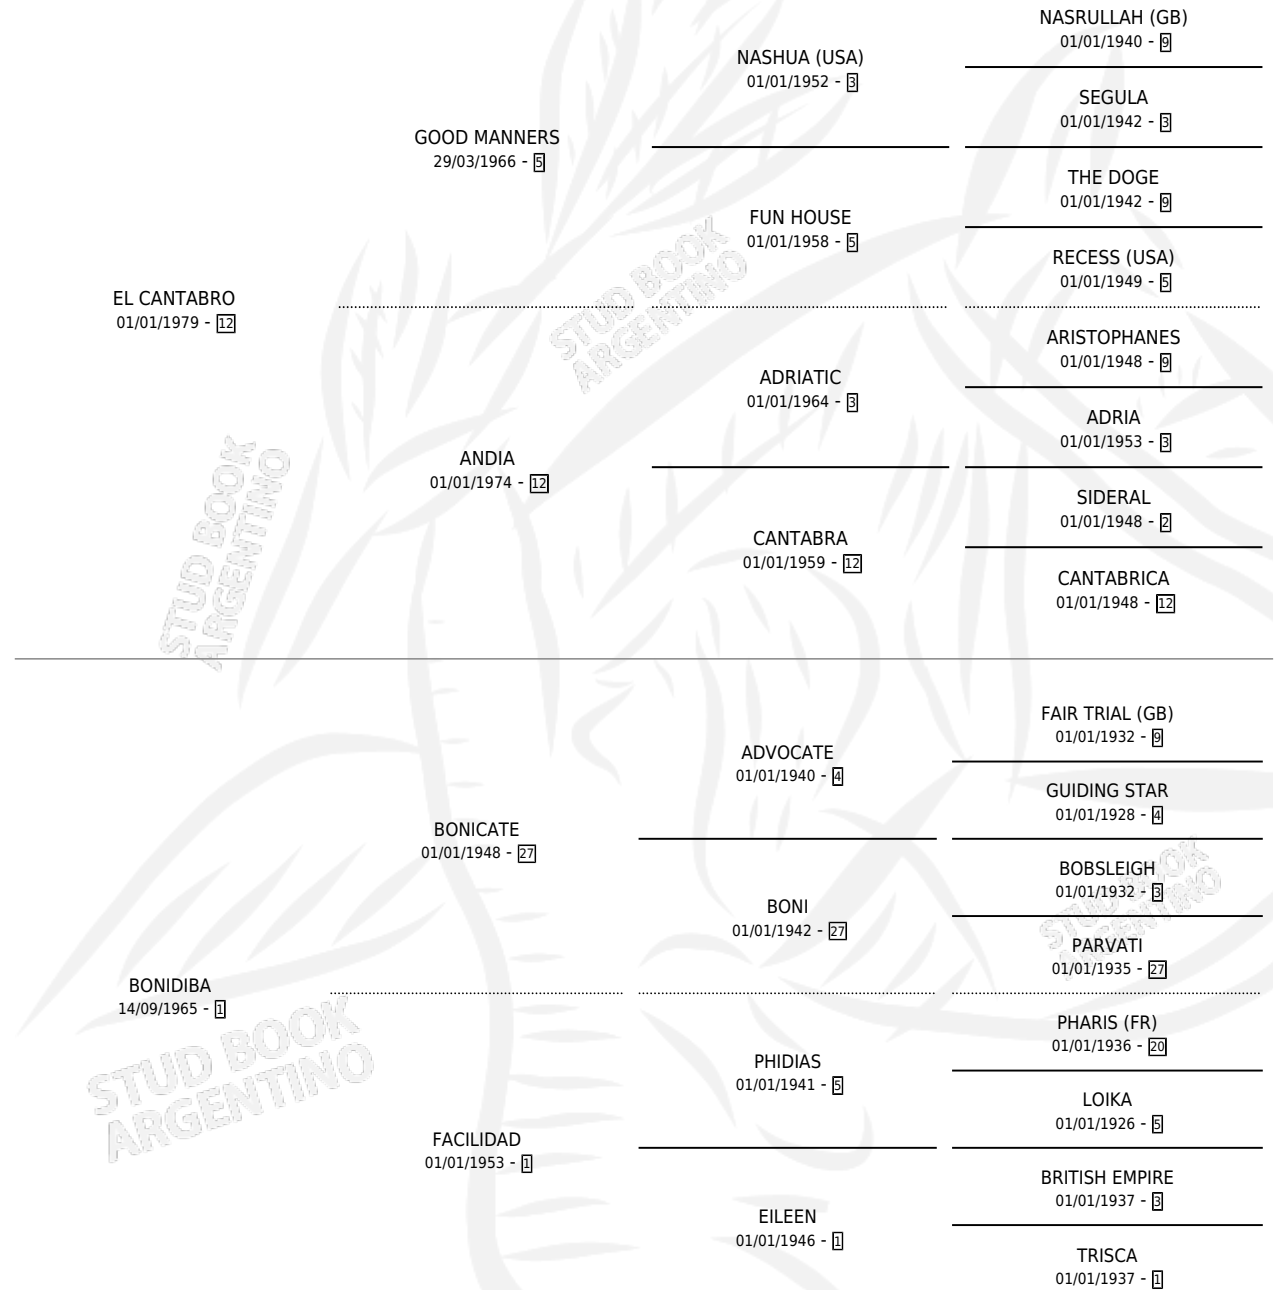 NASRULLAH (GB)
01/01/1940 - 9
NASHUA (USA)
01/01/1952 - 3
SEGULA
01/01/1942 - 3
GOOD MANNERS
29/03/1966 - 5
THE DOGE
01/01/1942 - 9
FUN HOUSE
01/01/1958 - 5
RECESS (USA)
01/01/1949 - 5
EL CANTABRO
01/01/1979 - 12
ARISTOPHANES
01/01/1948 - 9
ADRIATIC
01/01/1964 - 3
ADRIA
01/01/1953 - 3
ANDIA
01/01/1974 - 12
SIDERAL
01/01/1948 - 2
CANTABRA
01/01/1959 - 12
CANTABRICA
01/01/1948 - 12
STUD BOOK
ARGENTINO
STUD BOOK
ARGENTINO
FAIR TRIAL (GB)
01/01/1932 - 9
ADVOCATE
01/01/1940 - 4
GUIDING STAR
01/01/1928 - 4
BONICATE
01/01/1948 - 27
BOBSLEIGH
01/01/1932 - 3
BONI
01/01/1942 - 27
PARVATI
01/01/1935 - 27
BONIDIBA
14/09/1965 - 1
PHARIS (FR)
01/01/1936 - 20
PHIDIAS
01/01/1941 - 5
LOIKA
01/01/1926 - 5
FACILIDAD
01/01/1953 - 1
BRITISH EMPIRE
01/01/1937 - 3
EILEEN
01/01/1946 - 1
TRISCA
01/01/1937 - 1
STUD BOOK
ARGENTINO
STUD BOOK
ARGENTINO